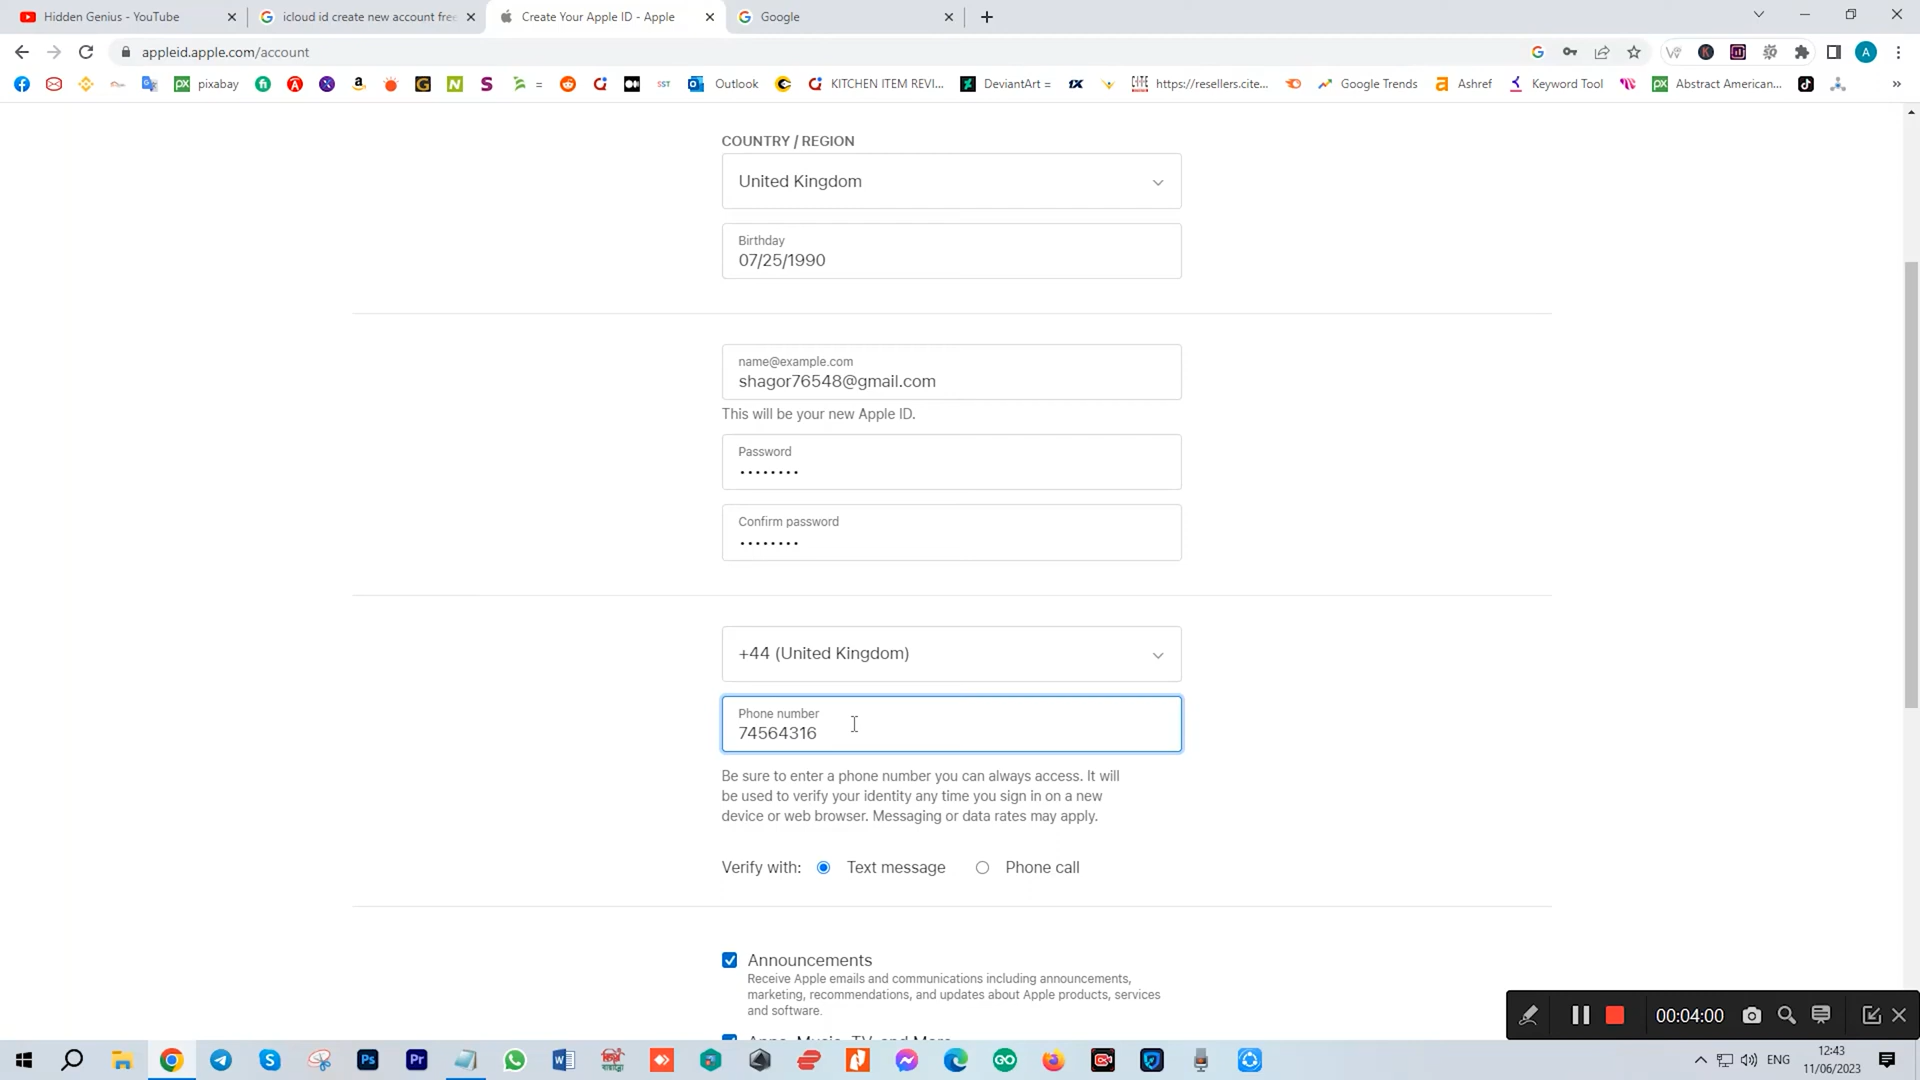 Hidden Genius - YouTube
icloud id create new account free
Create Your Apple ID - Apple
Google
appleid.apple.com/account
A
pixabay
Outlook
KITCHEN ITEM REVI...
DeviantArt =
https://resellers.cite...
Google Trends
Ashref
Keyword Tool
Abstract American...
COUNTRY / REGION
United Kingdom
Birthday
07/25/1990
name@example.com
shagor76548@gmail.com
This will be your new Apple ID.
Password
••••••••
Confirm password
••••••••
+44 (United Kingdom)
Phone number
74564316
Be sure to enter a phone number you can always access. It will
be used to verify your identity any time you sign in on a new
device or web browser. Messaging or data rates may apply.
Verify with: Text message Phone call
Announcements
Receive Apple emails and communications including announcements,
marketing, recommendations, and updates about Apple products, services
and software.
Apps, Music, TV, and More
00:04:00
ENG
12:43
11/06/2023